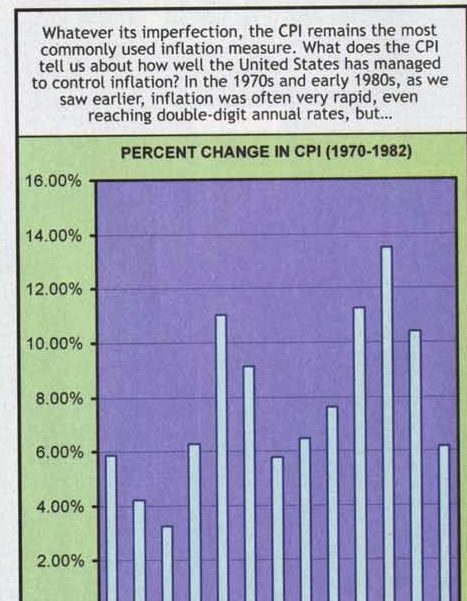 Whatever its imperfection, the CPI remains the most
commonly used inflation measure. What does the CPI
tell us about how well the United States has managed
to control inflation? In the 1970s and early 1980s, as we
saw earlier, inflation was often very rapid, even
reaching double-digit annual rates, but...
PERCENT CHANGE IN CPI (1970-1982)
16.00%
14.00%
12.00%
10.00%
8.00%
6.00%
4.00%
2.00%